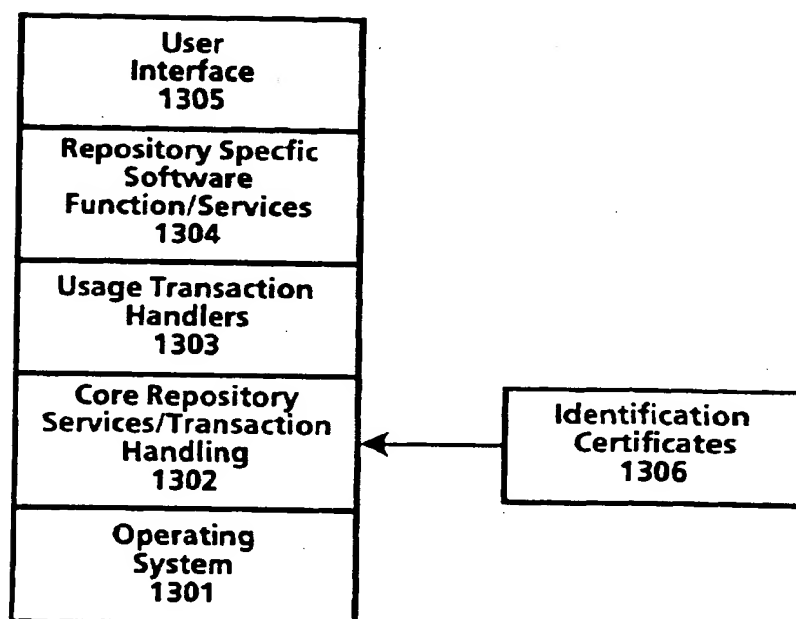 User
Interface
1305
Repository Specfic
Software
Function/Services
1304
Usage Transaction
Handlers
1303
Core Repository
Services/Transaction
Handling
1302
Identification
Certificates
1306
Operating
System
1301